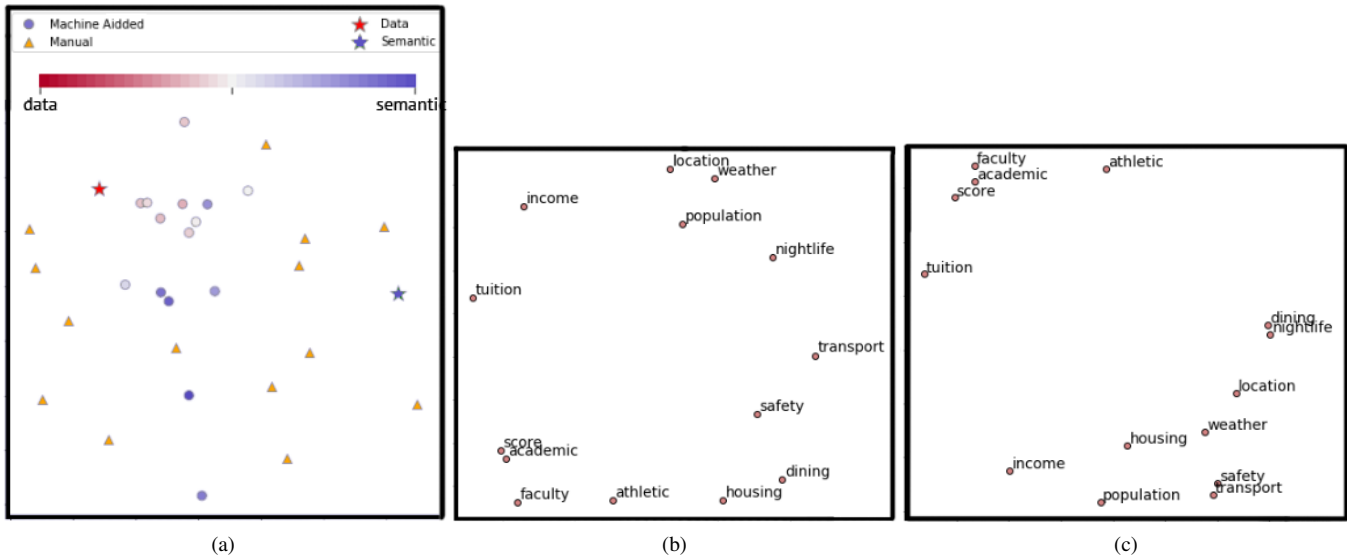 Machine Aidded
Data
Manual
Semantic
data
semantic
location
weather
income
population
nightlife
tuition
transport
safety
score
academic
dining
faculty
athletic
housing
faculty
athletic
academic
score
tuition
dining
nightlife
location
weather
housing
income
safety
transport
population
(a)
(b)
(c)